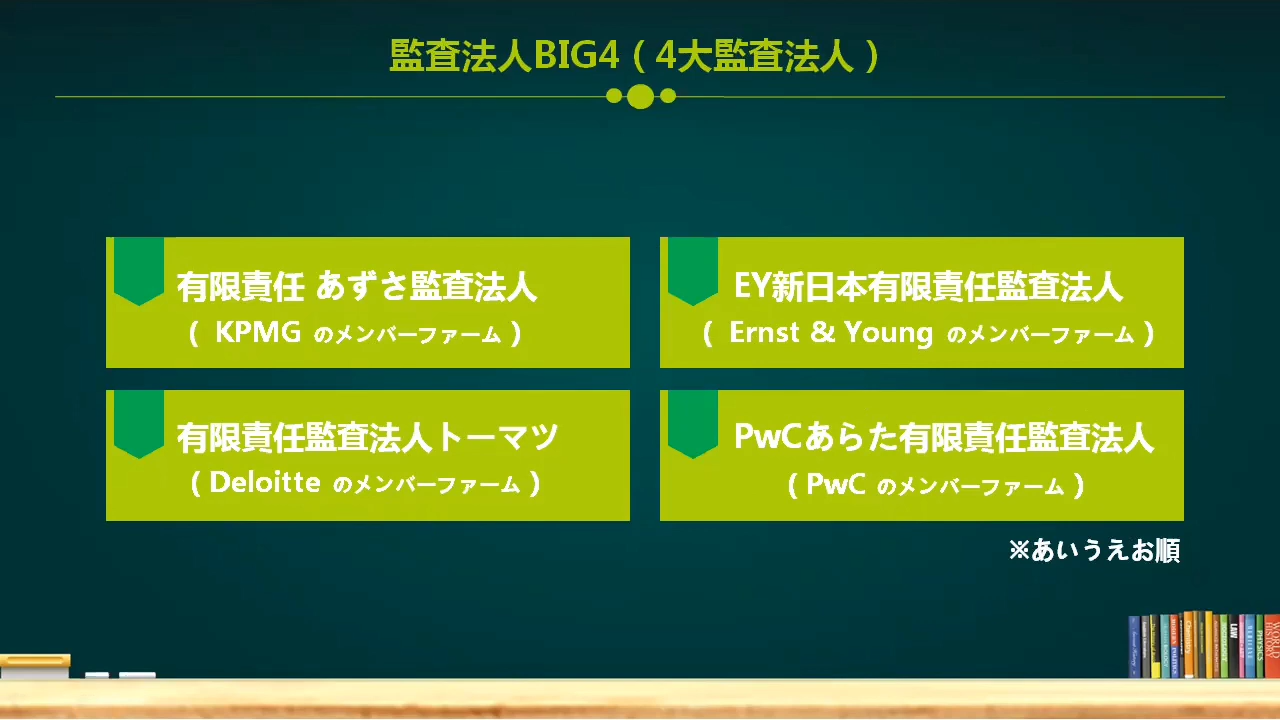 監査法人BIG4（4大監査法人）
有限責任 あずさ監査法人
( KPMG のメンバーファーム )
EY新日本有限責任監査法人
( Ernst & Young のメンバーファーム )
有限責任監査法人トーマツ
( Deloitte のメンバーファーム )
PwCあらた有限責任監査法人
( PwC のメンバーファーム )
※あいうえお順
LAW
PHYSICS
WORLD HISTORY